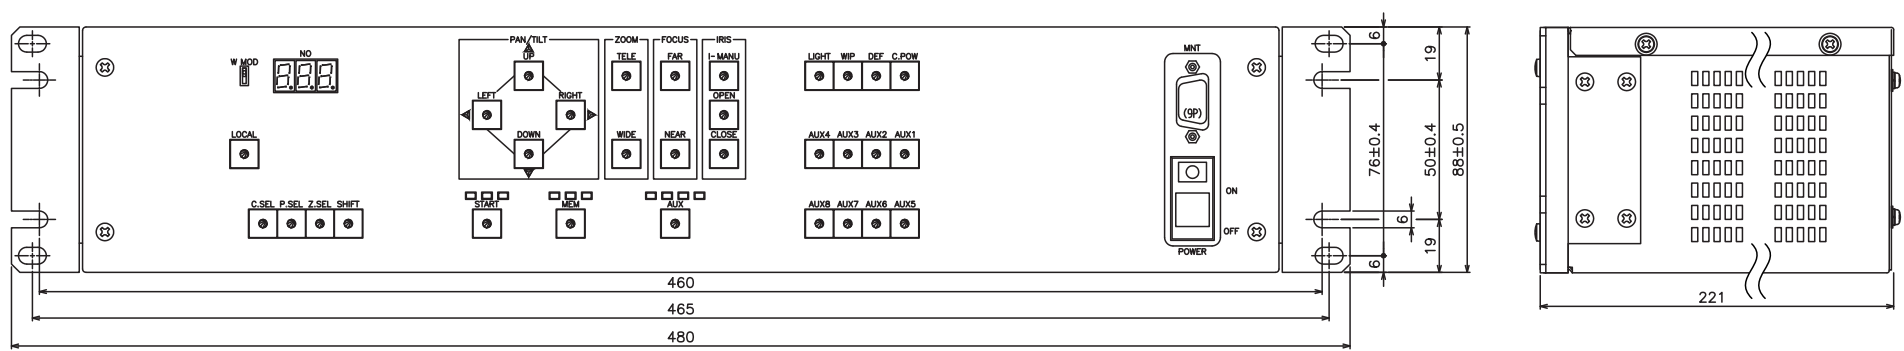 PAN/TILT ZOOM FOCUS IRIS
NO
W MOD
UP TELE FAR I-MANU
LIGHT WIP DEF C.POW
MNT
LEFT RIGHT OPEN
(9P)
LOCAL
DOWN WIDE NEAR CLOSE
AUX4 AUX3 AUX2 AUX1
C.SEL P.SEL Z.SEL SHIFT
START MEM AUX
AUX8 AUX7 AUX6 AUX5
ON
OFF
POWER
6
19
76±0.4
50±0.4
88±0.5
6
19
6
460
465
480
221